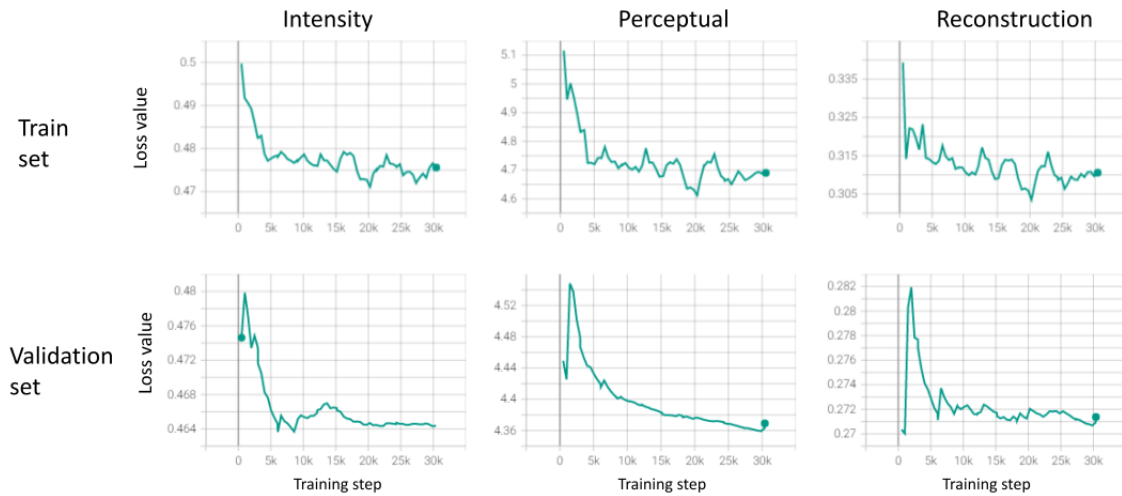 Intensity Perceptual Reconstruction
Train set
Loss value
0.5
0.49
0.48
0.47
0 5k 10k 15k 20k 25k 30k
5.1
5
4.9
4.8
4.7
4.6
0 5k 10k 15k 20k 25k 30k
0.335
0.325
0.315
0.305
0 5k 10k 15k 20k 25k 30k
Validation set
Loss value
0.48
0.476
0.472
0.468
0.464
0 5k 10k 15k 20k 25k 30k
Training step
4.52
4.48
4.44
4.4
4.36
0 5k 10k 15k 20k 25k 30k
Training step
0.282
0.28
0.278
0.276
0.274
0.272
0.27
0 5k 10k 15k 20k 25k 30k
Training step